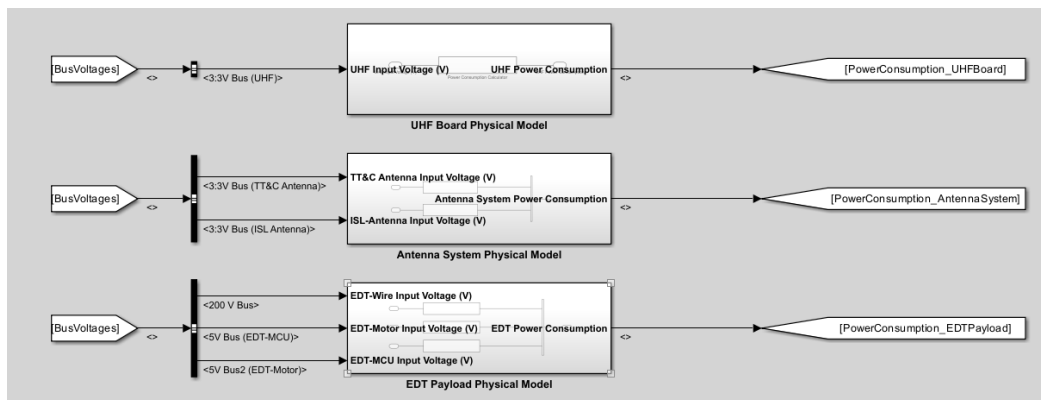 [BusVoltages]
<>
<3:3V Bus (UHF)>
UHF Input Voltage (V)
UHF Power Consumption
Power Consumption Calculator
<>
[PowerConsumption_UHFBoard]
UHF Board Physical Model
[BusVoltages]
<>
<3:3V Bus (TT&C Antenna)>
<3:3V Bus (ISL Antenna)>
TT&C Antenna Input Voltage (V)
Antenna System Power Consumption
ISL-Antenna Input Voltage (V)
<>
[PowerConsumption_AntennaSystem]
Antenna System Physical Model
[BusVoltages]
<>
<200 V Bus>
<5V Bus (EDT-MCU)>
<5V Bus2 (EDT-Motor)>
EDT-Wire Input Voltage (V)
EDT-Motor Input Voltage (V)
EDT Power Consumption
EDT-MCU Input Voltage (V)
<>
[PowerConsumption_EDTPayload]
EDT Payload Physical Model